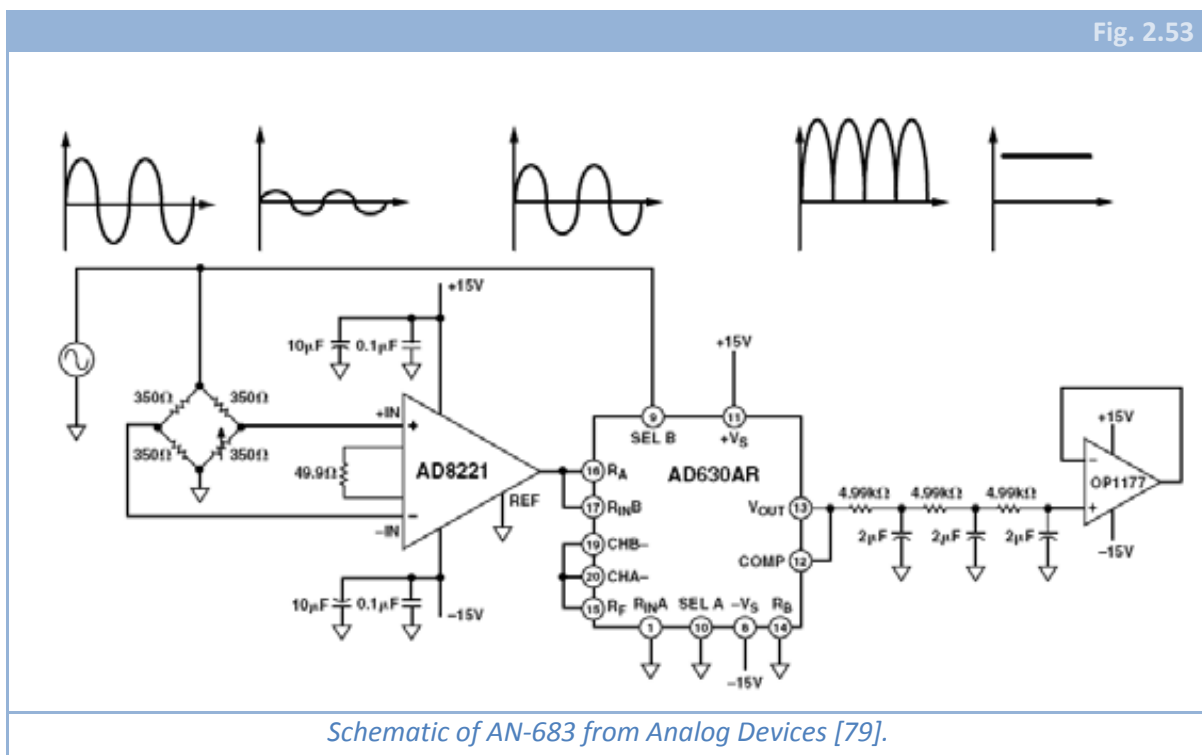 Fig. 2.53
+15V
10µF 0.1µF
+15V
350Ω 350Ω
+IN
+
9
11
SEL B
+VS
+15V
350Ω 350Ω
49.9Ω
AD8221
16 RA
AD630AR
−
OP1177
+
REF
17 RINB
VOUT 13
4.99kΩ 4.99kΩ 4.99kΩ
−
−IN
19 CHB–
2µF 2µF 2µF
−15V
20 CHA–
COMP 12
10µF 0.1µF
−15V
15 RF
RINA SEL A –VS RB
1 10 8 14
−15V
Schematic of AN-683 from Analog Devices [79].